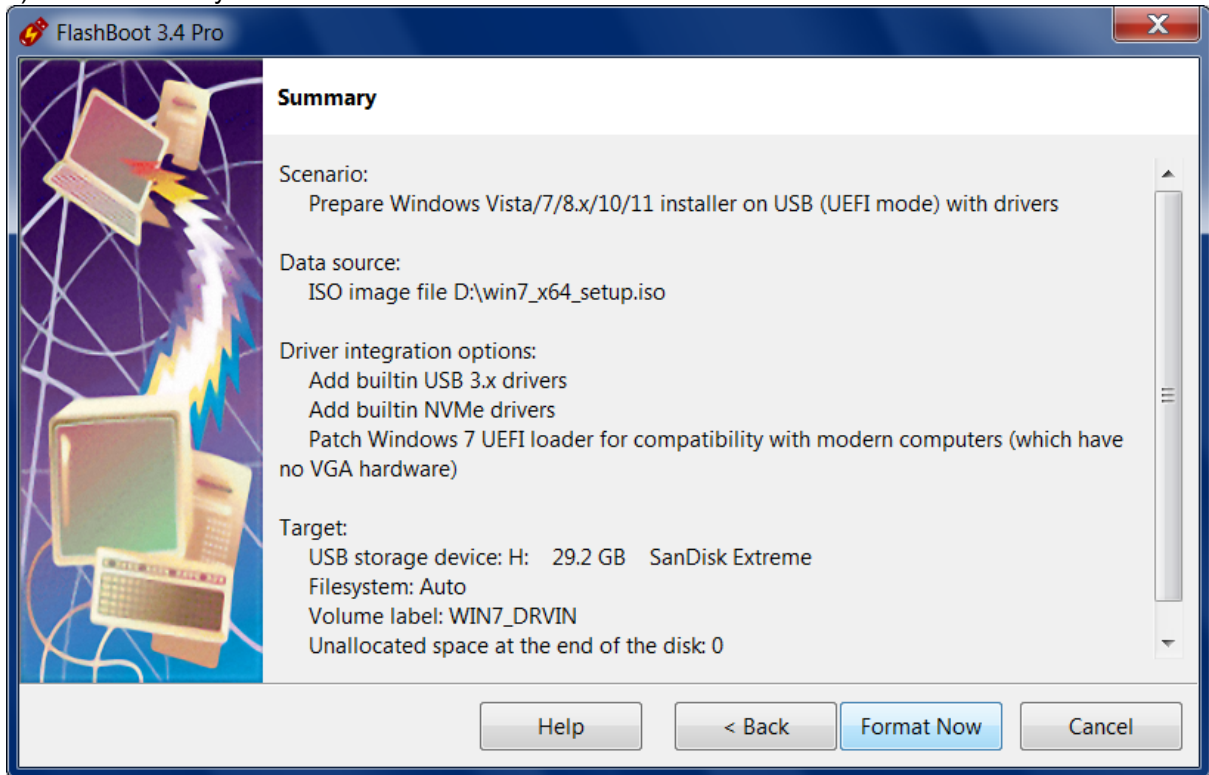 FlashBoot 3.4 Pro
Summary
Scenario:
Prepare Windows Vista/7/8.x/10/11 installer on USB (UEFI mode) with drivers
Data source:
ISO image file D:\win7_x64_setup.iso
Driver integration options:
Add builtin USB 3.x drivers
Add builtin NVMe drivers
Patch Windows 7 UEFI loader for compatibility with modern computers (which have
no VGA hardware)
Target:
USB storage device: H: 29.2 GB SanDisk Extreme
Filesystem: Auto
Volume label: WIN7_DRVIN
Unallocated space at the end of the disk: 0
Help < Back Format Now Cancel